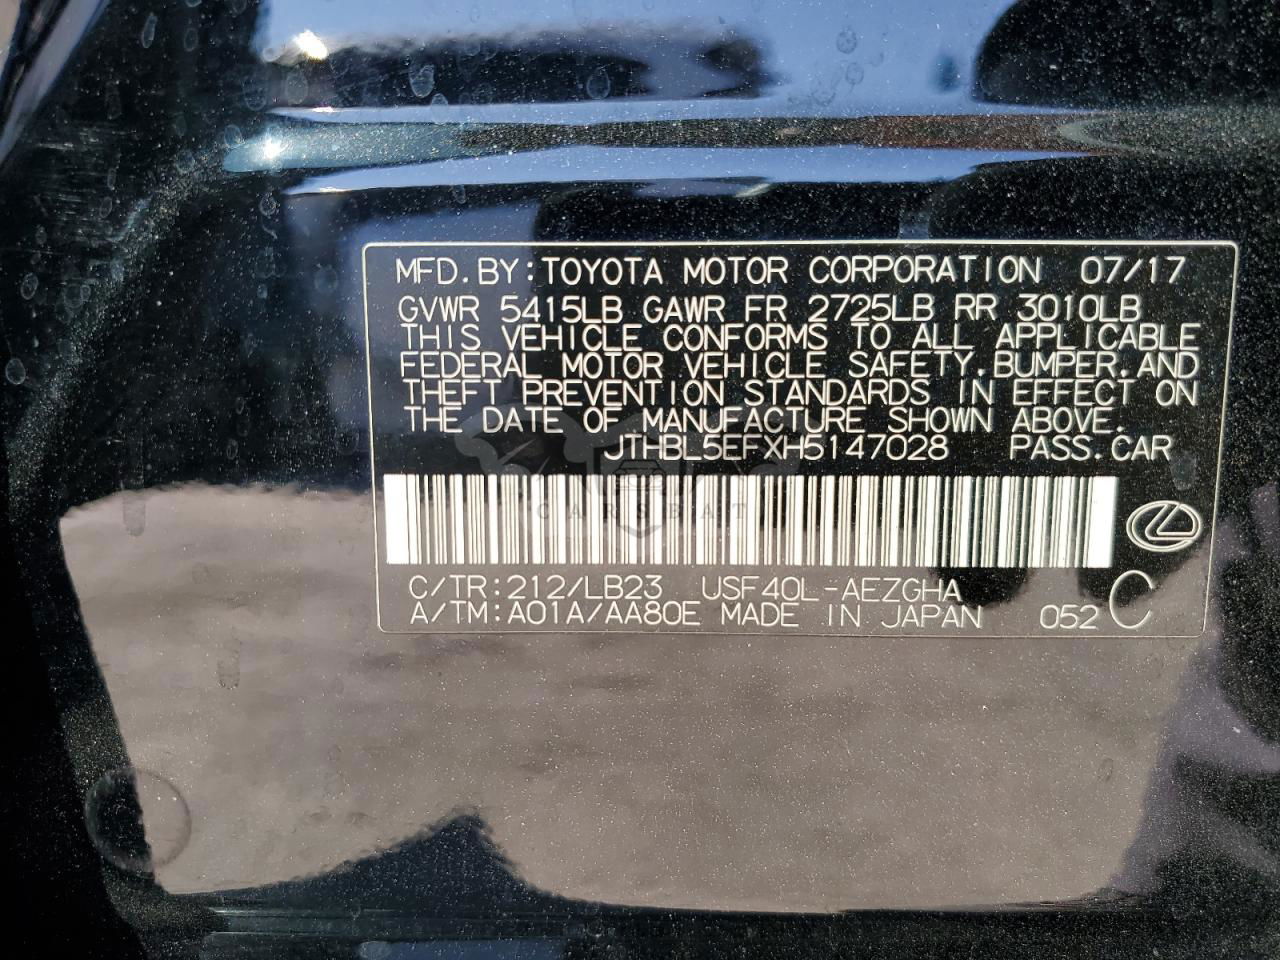 MFD.BY:TOYOTA MOTOR CORPORATION 07/17
GVWR 5415LB GAWR FR 2725LB RR 3010LB
THIS VEHICLE CONFORMS TO ALL APPLICABLE
FEDERAL MOTOR VEHICLE SAFETY,BUMPER,AND
THEFT PREVENTION STANDARDS IN EFFECT ON
THE DATE OF MANUFACTURE SHOWN ABOVE.
JTHBL5EFXH5147028 PASS.CAR
CARSBAT
C/TR:212/LB23 USF40L-AEZGHA
A/TM:A01A/AA80E MADE IN JAPAN 052 C